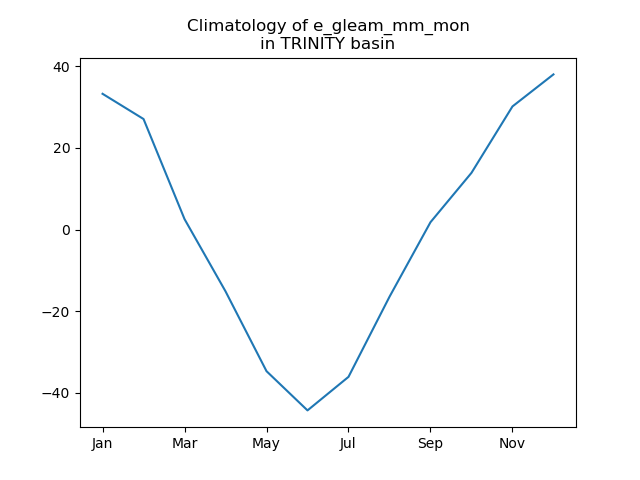 Climatology of e_gleam_mm_mon
in TRINITY basin
40
20
0
−20
−40
Jan
Mar
May
Jul
Sep
Nov